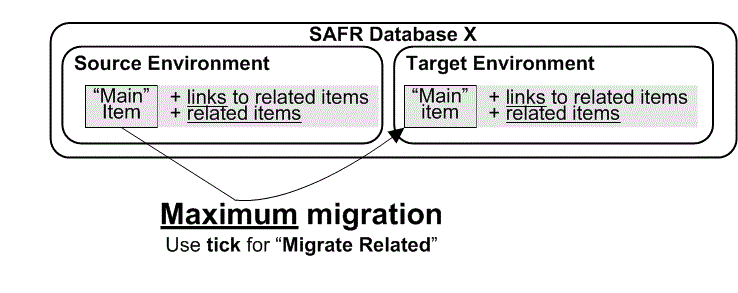 SAFR Database X
Source Environment
Target Environment
“Main”
Item
+ links to related items
+ related items
“Main”
item
+ links to related items
+ related items
Maximum migration
Use tick for “Migrate Related”